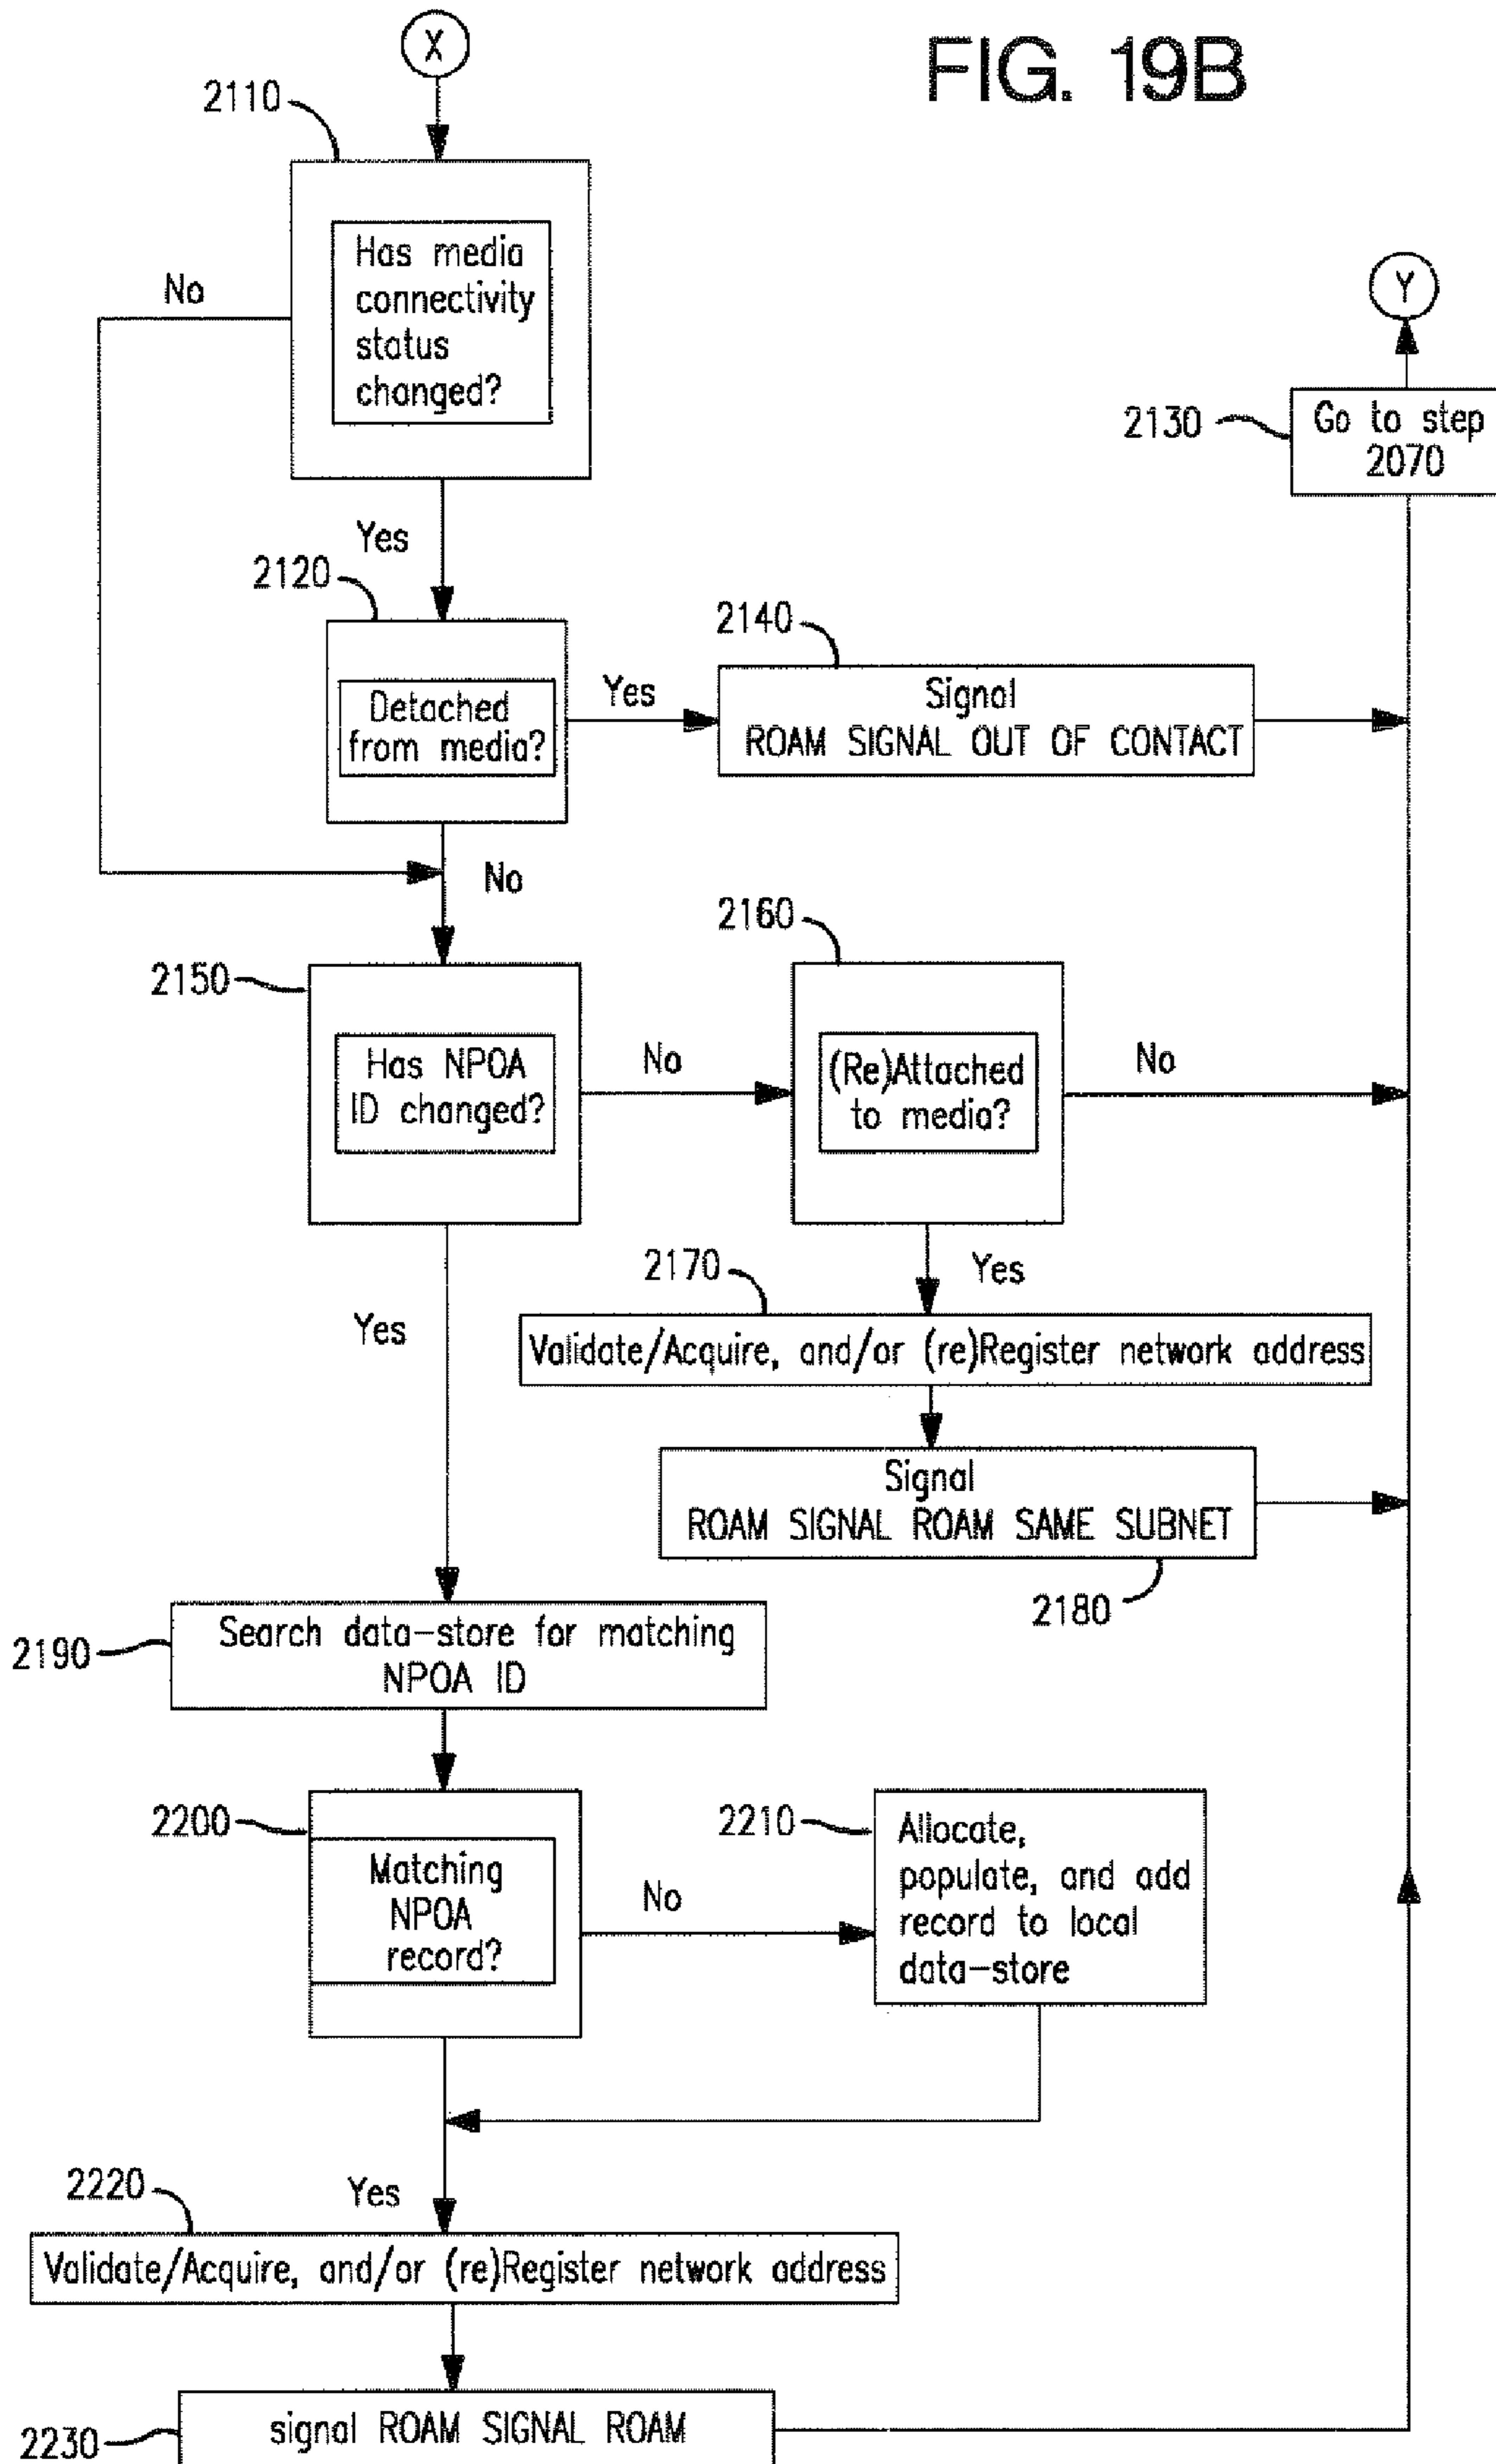 FIG. 19B
X
2110
Has media
connectivity
status
changed?
No
Y
2130
Go to step
2070
Yes
2120
Detached
from media?
Yes
2140
Signal
ROAM SIGNAL OUT OF CONTACT
No
2150
Has NPOA
ID changed?
No
2160
(Re)Attached
to media?
No
Yes
2170
Yes
Validate/Acquire, and/or (re)Register network address
Signal
ROAM SIGNAL ROAM SAME SUBNET
2180
2190
Search data-store for matching
NPOA ID
2200
Matching
NPOA
record?
No
2210
Allocate,
populate, and add
record to local
data-store
2220
Yes
Validate/Acquire, and/or (re)Register network address
2230
signal ROAM SIGNAL ROAM